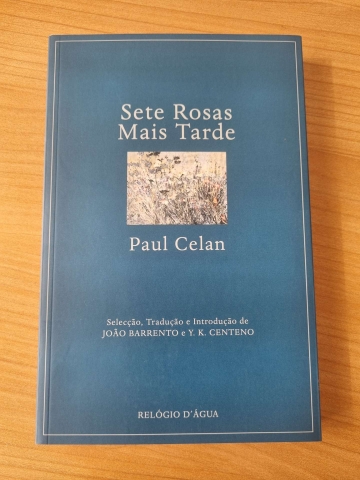 Sete Rosas
Mais Tarde
Paul Celan
Selecção, Tradução e Introdução de
JOÃO BARRENTO e Y. K. CENTENO
RELÓGIO D'ÁGUA